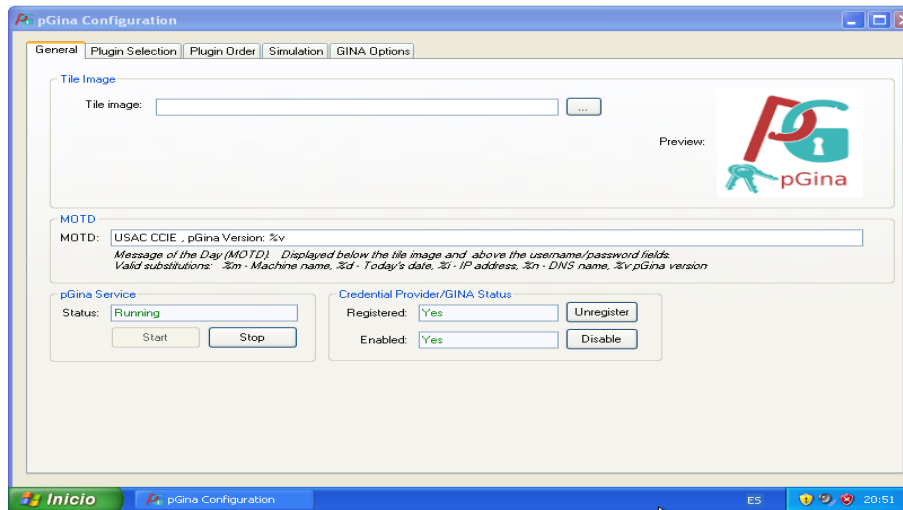 pGina Configuration
General Plugin Selection Plugin Order Simulation GINA Options
Tile Image
Tile image: ...
Preview:
pGina
MOTD
MOTD: USAC CCIE , pGina Version: %v
Message of the Day (MOTD). Displayed below the tile image and above the username/password fields.
Valid substitutions: %m - Machine name, %d - Today's date, %i - IP address, %n - DNS name, %v pGina version
pGina Service
Status: Running
Start Stop
Credential Provider/GINA Status
Registered: Yes Unregister
Enabled: Yes Disable
Inicio pGina Configuration ES 20:51